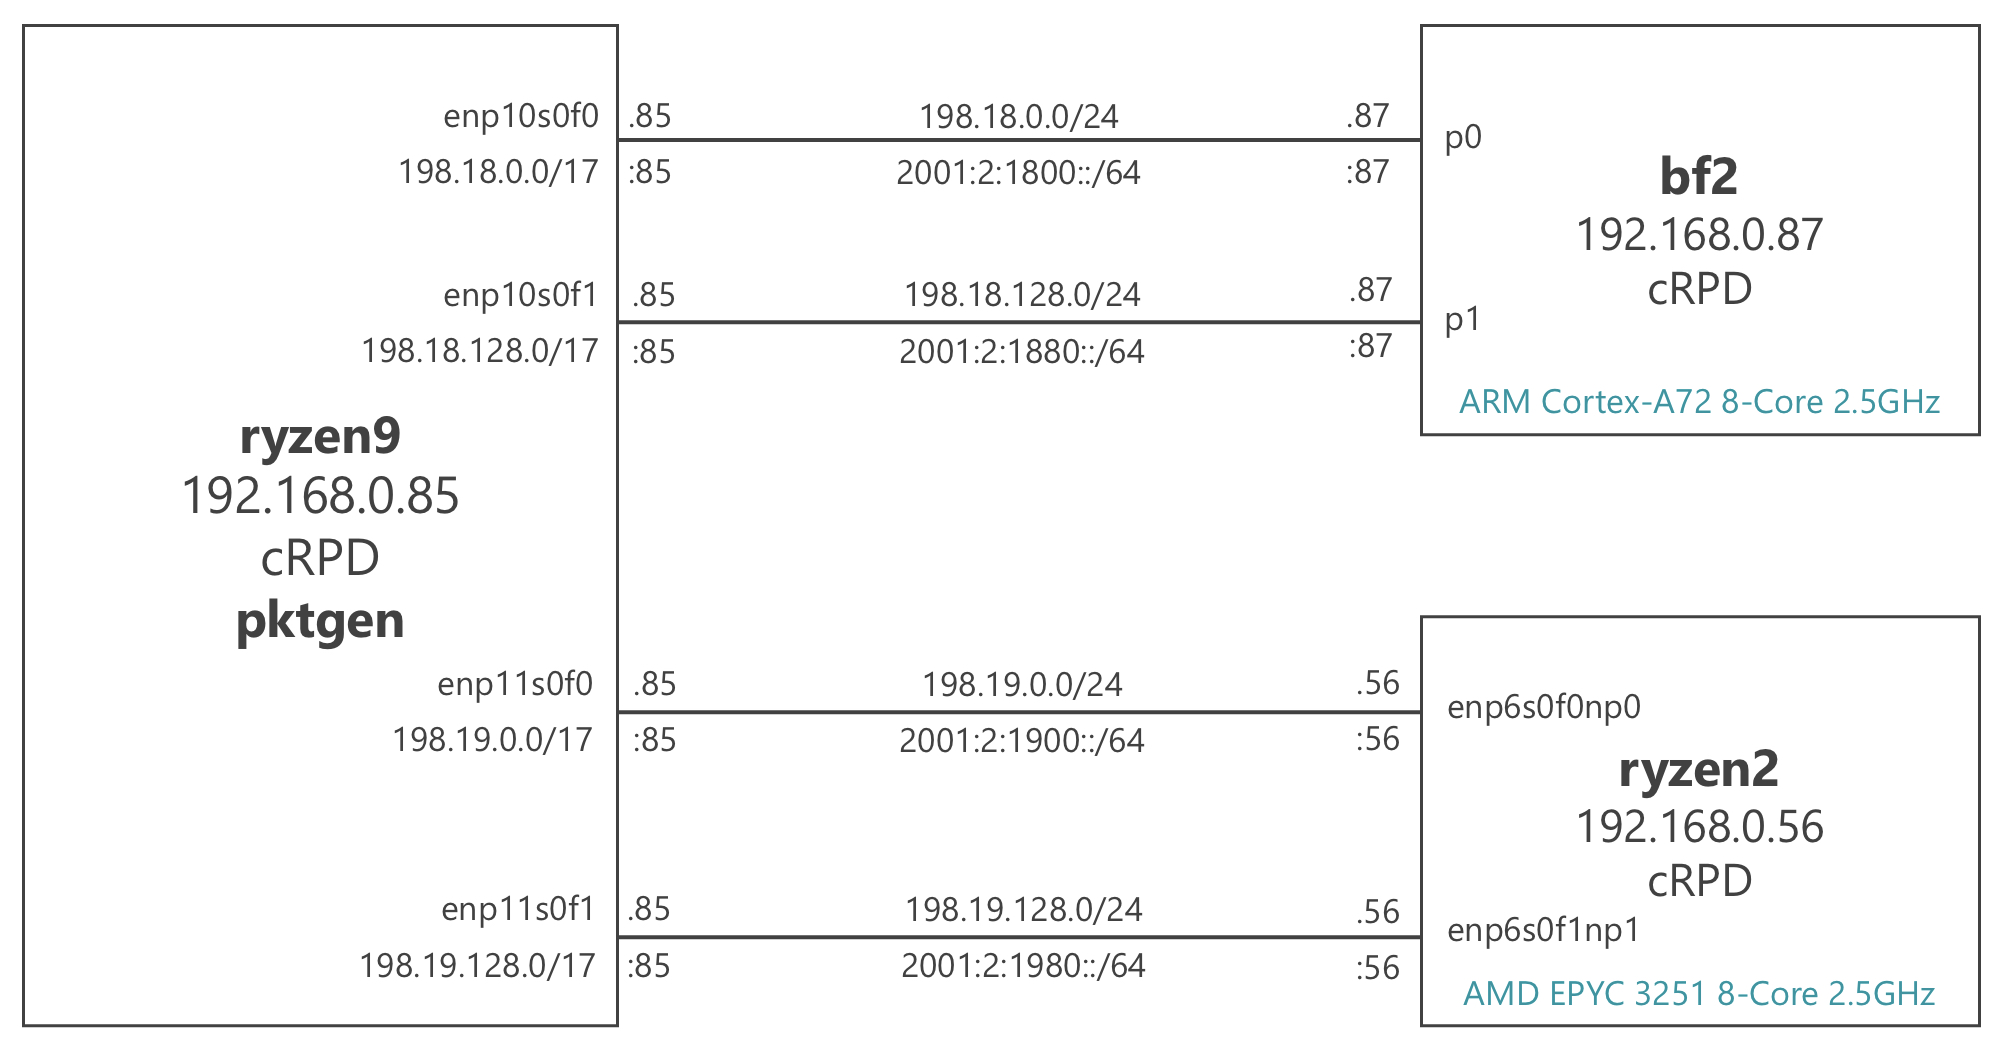 enp10s0f0
198.18.0.0/17
.85
:85
198.18.0.0/24
2001:2:1800::/64
.87
:87
p0
enp10s0f1
198.18.128.0/17
.85
:85
198.18.128.0/24
2001:2:1880::/64
.87
:87
p1
bf2
192.168.0.87
cRPD
ARM Cortex-A72 8-Core 2.5GHz
ryzen9
192.168.0.85
cRPD
pktgen
enp11s0f0
198.19.0.0/17
.85
:85
198.19.0.0/24
2001:2:1900::/64
.56
:56
enp6s0f0np0
ryzen2
192.168.0.56
cRPD
enp11s0f1
198.19.128.0/17
.85
:85
198.19.128.0/24
2001:2:1980::/64
.56
:56
enp6s0f1np1
AMD EPYC 3251 8-Core 2.5GHz